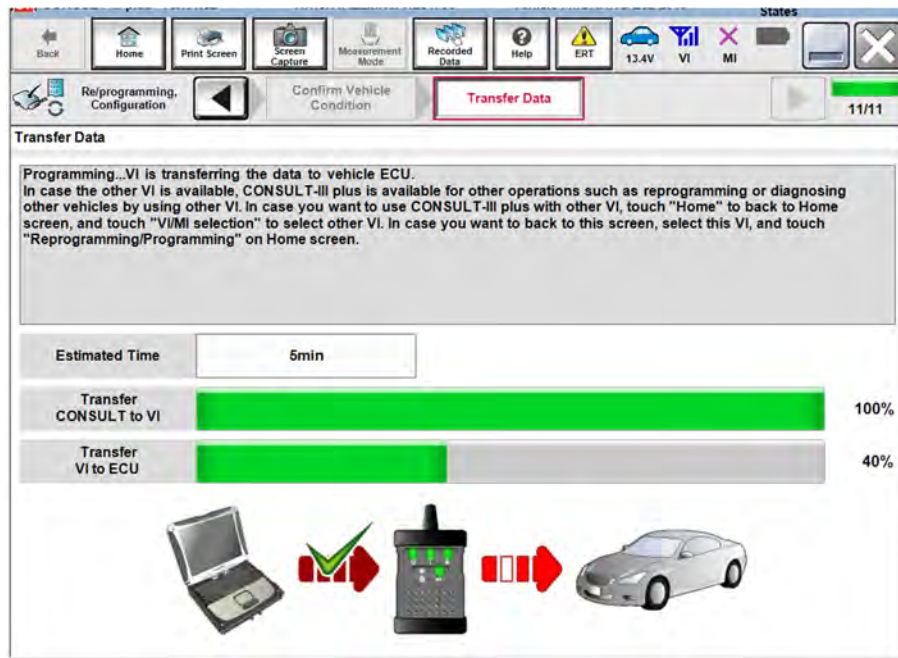 States
Back
Home
Print Screen
Screen
Capture
Measurement
Mode
Recorded
Data
Help
ERT
13.4V
VI
MI
Re/programming,
Configuration
Confirm Vehicle
Condition
Transfer Data
11/11
Transfer Data
Programming...VI is transferring the data to vehicle ECU.
In case the other VI is available, CONSULT-III plus is available for other operations such as reprogramming or diagnosing
other vehicles by using other VI. In case you want to use CONSULT-III plus with other VI, touch "Home" to back to Home
screen, and touch "VI/MI selection" to select other VI. In case you want to back to this screen, select this VI, and touch
"Reprogramming/Programming" on Home screen.
Estimated Time
5min
Transfer
CONSULT to VI
100%
Transfer
VI to ECU
40%